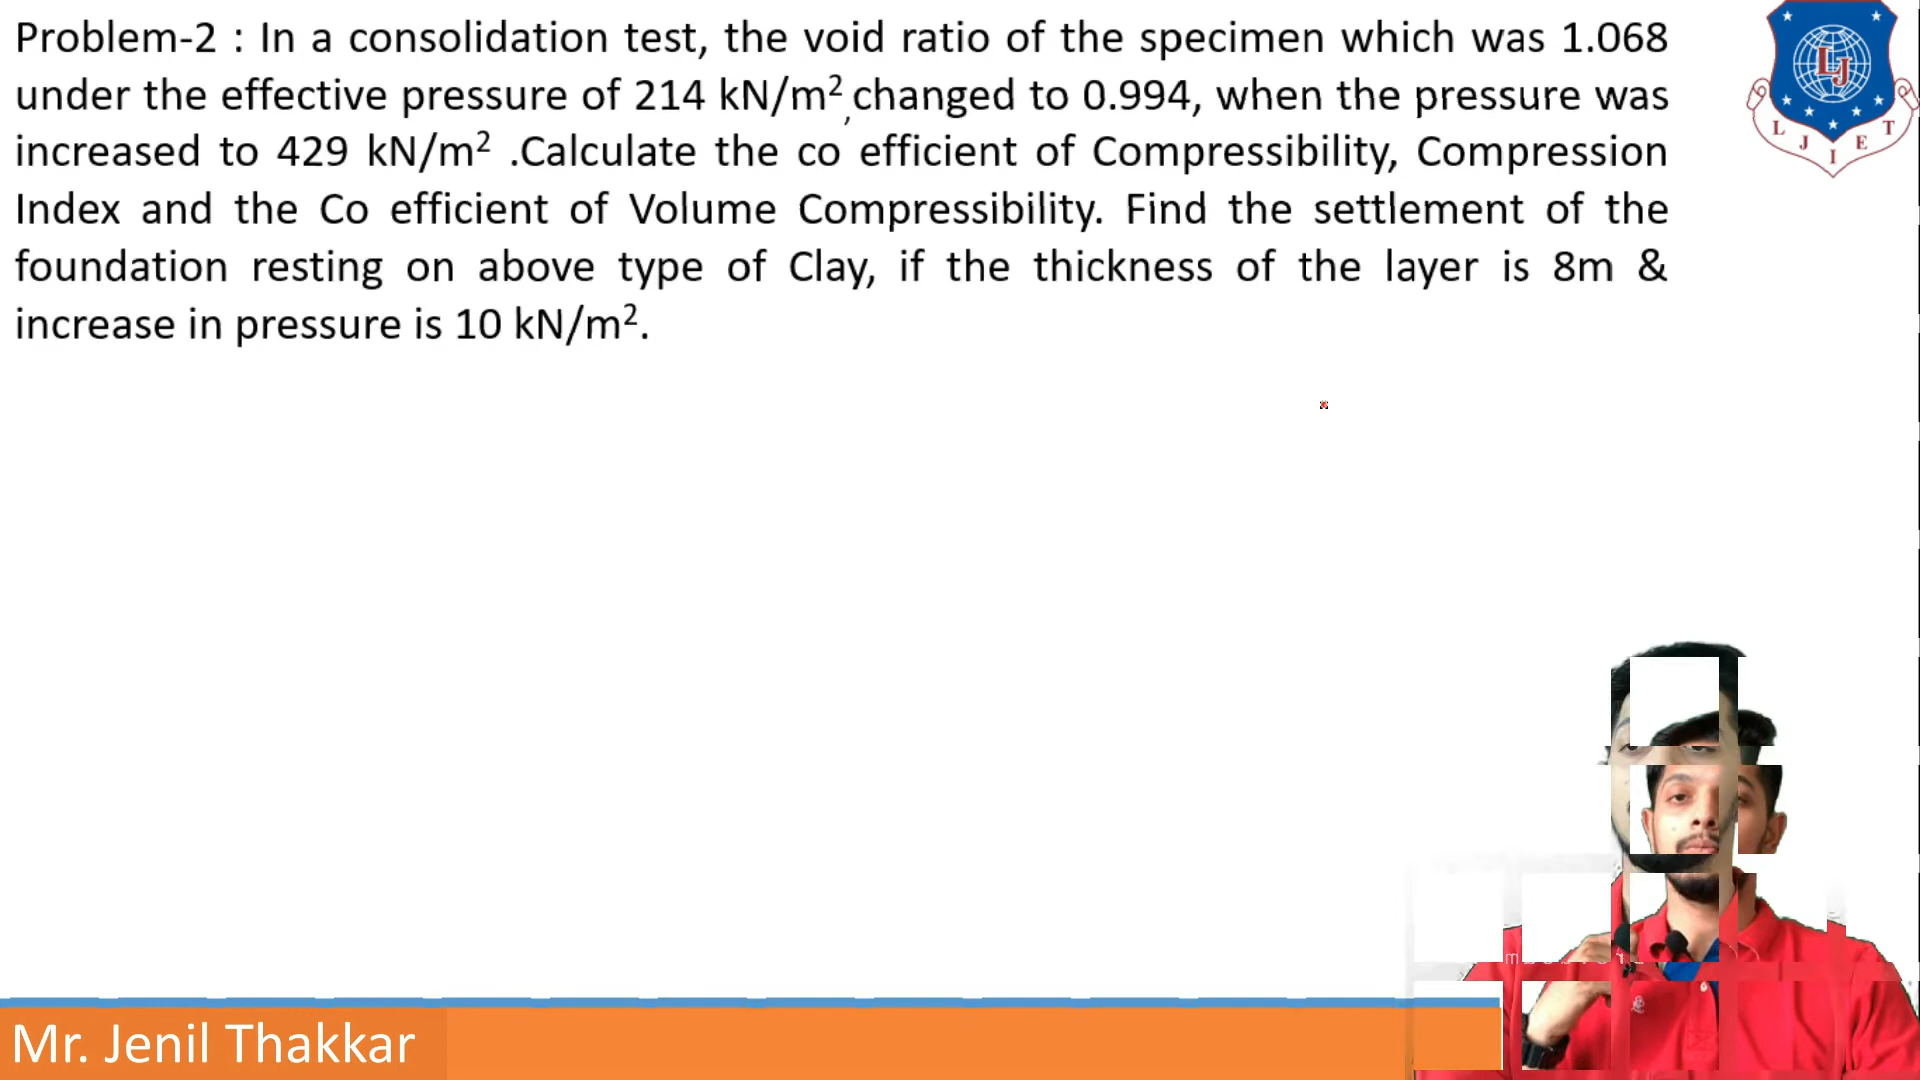 Problem-2 : In a consolidation test, the void ratio of the specimen which was 1.068
under the effective pressure of 214 kN/m², changed to 0.994, when the pressure was
increased to 429 kN/m² .Calculate the co efficient of Compressibility, Compression
Index and the Co efficient of Volume Compressibility. Find the settlement of the
foundation resting on above type of Clay, if the thickness of the layer is 8m &
increase in pressure is 10 kN/m².
LJ
L J I E T
Mr. Jenil Thakkar